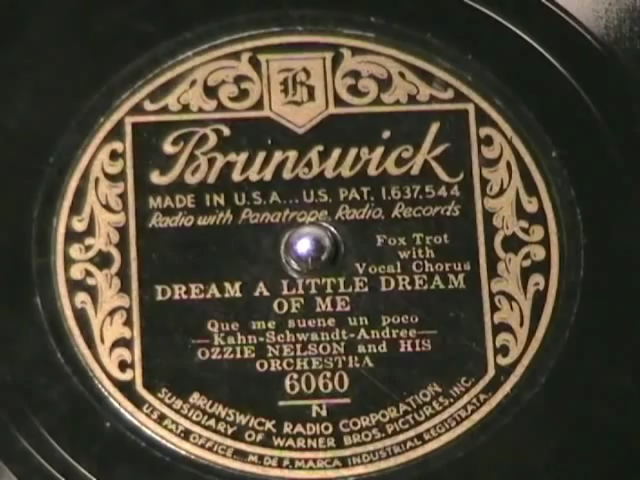 B
Brunswick
MADE IN U.S.A... U.S. PAT. 1,637,544
Radio with Panatrope, Radio, Records
Fox Trot
with
Vocal Chorus
DREAM A LITTLE DREAM
OF ME
Que me suene un poco
—Kahn-Schwandt-Andree—
OZZIE NELSON and HIS
ORCHESTRA
6060
N
BRUNSWICK RADIO CORPORATION
SUBSIDIARY OF WARNER BROS. PICTURES, INC.
U.S. PAT. OFFICE....M. DE F. MARCA INDUSTRIAL REGISTRATA.